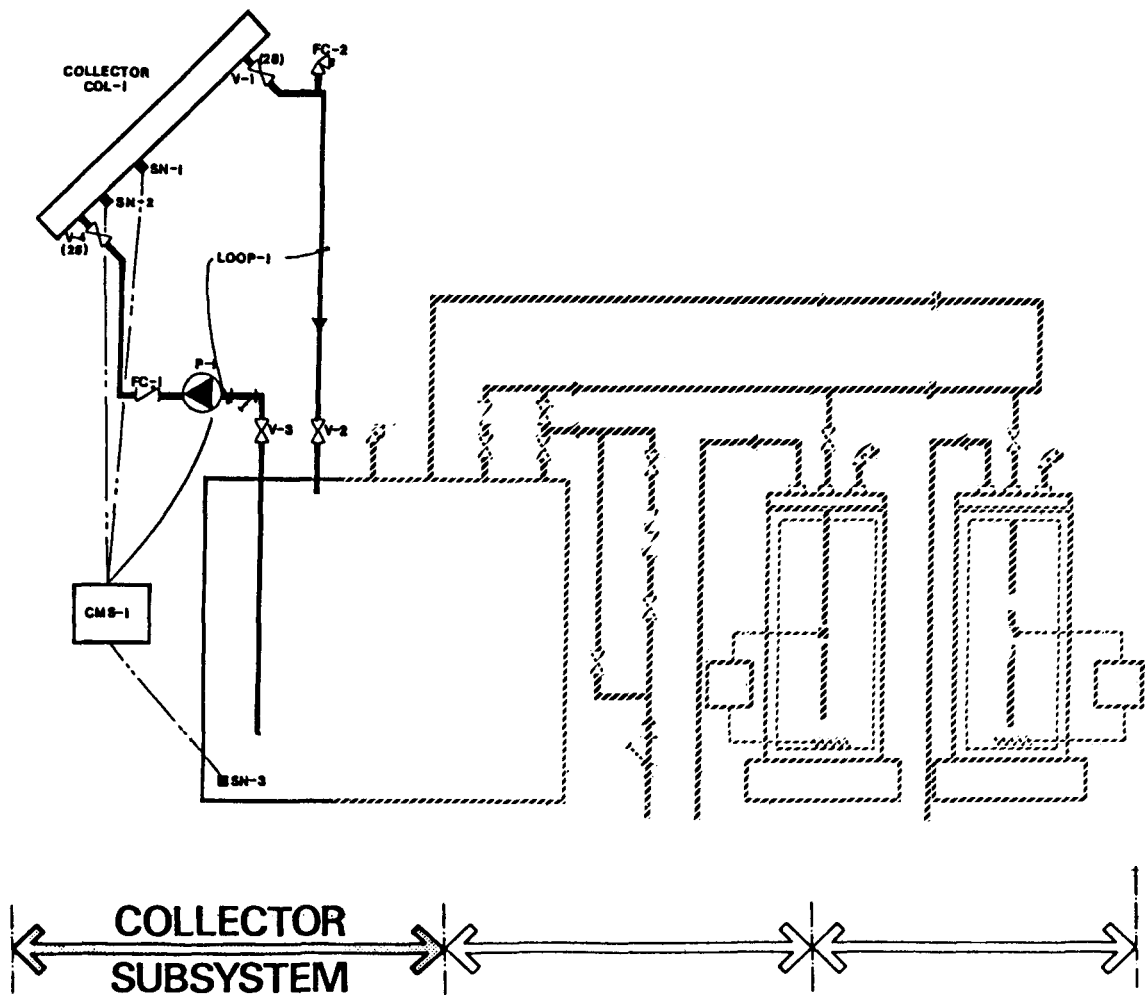 FC-2
(28)
V-1
COLLECTOR
COL-1
SN-1
SN-2
V-4
(28)
LOOP-1
P-1
FC-1
V-3
V-2
CMS-1
SN-3
COLLECTOR
SUBSYSTEM